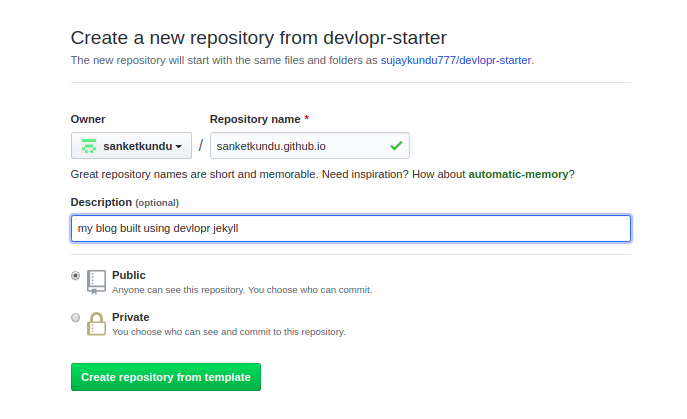 Create a new repository from devlopr-starter
The new repository will start with the same files and folders as sujaykundu777/devlopr-starter.
Owner
Repository name *
sanketkundu
/
sanketkundu.github.io
Great repository names are short and memorable. Need inspiration? How about automatic-memory?
Description (optional)
my blog built using devlopr jekyll
Public
Anyone can see this repository. You choose who can commit.
Private
You choose who can see and commit to this repository.
Create repository from template